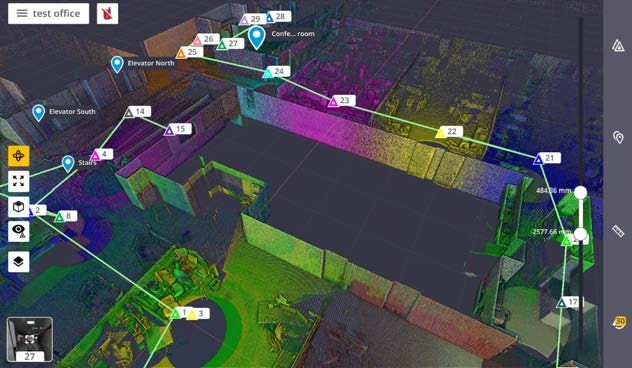 test office
29
28
Confe... room
26
27
25
Elevator North
24
23
Elevator South
14
15
22
21
4
Stairs
484.36 mm
2
8
-2577.66 mm
17
1
3
30
27